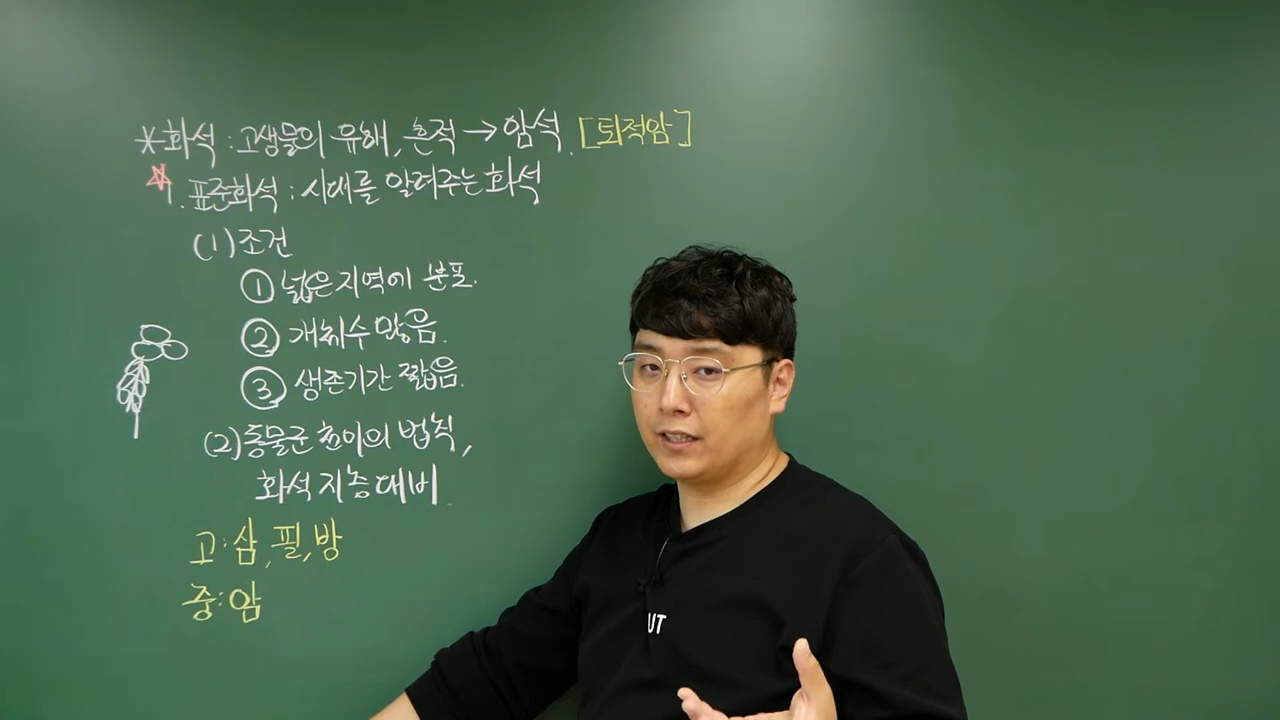 *화석 : 고생물의 유해, 흔적 → 암석. [퇴적암]
☆1. 표준화석 : 시대를 알려주는 화석
(1) 조건
① 넓은 지역에 분포.
② 개체수 많음.
③ 생존기간 짧음.
(2) 동물군 천이의 법칙,
화석 지층 대비.
고: 삼, 필, 방
중: 암
UT